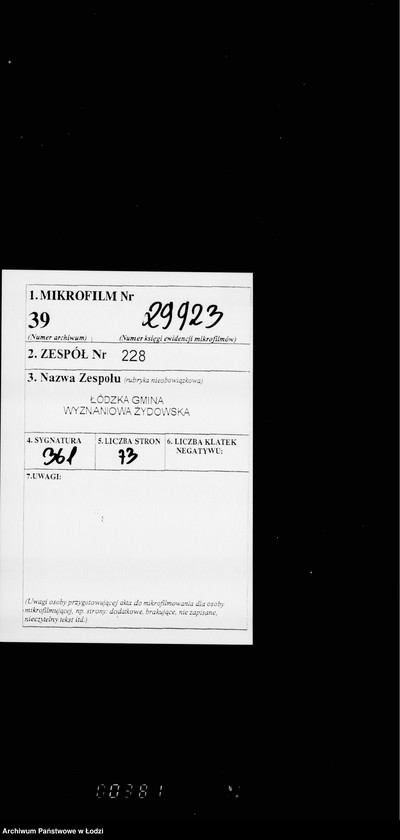 1. MIKROFILM Nr
39 29923
(Numer archiwum) (Numer księgi ewidencji mikrofilmów)
2. ZESPÓŁ Nr 228
3. Nazwa Zespołu (rubryka nieobowiązkowa)
ŁÓDZKA GMINA
WYZNANIOWA ŻYDOWSKA
4. SYGNATURA 5. LICZBA STRON 6. LICZBA KLATEK
NEGATYWU:
361 73
7. UWAGI:
(Uwagi osoby przygotowującej akta do mikrofilmowania dla osoby
mikrofilmującej, np. strony: dodatkowe, brakujące, nie zapisane,
nieczytelny tekst itd.)
00381
Archiwum Państwowe w Łodzi